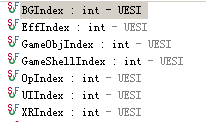 BGIndex : int - UESI
EffIndex : int - UESI
GameObjIndex : int - UESI
GameShellIndex : int - UESI
OpIndex : int - UESI
UIIndex : int - UESI
XRIndex : int - UESI